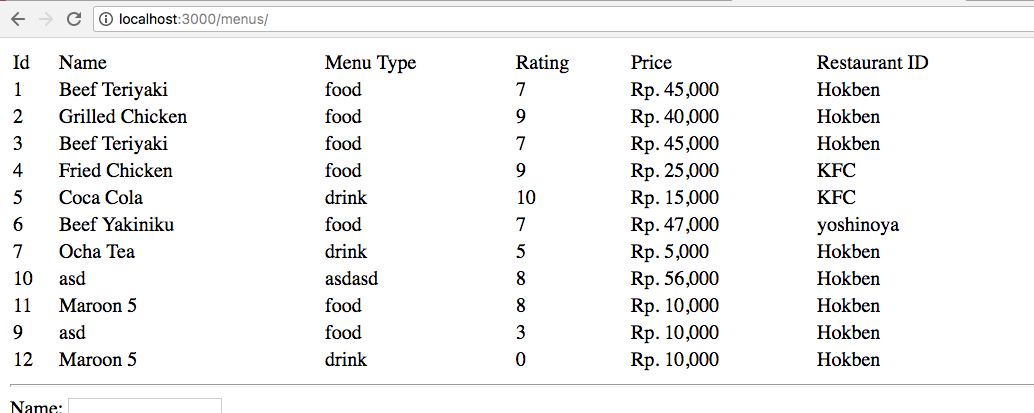 localhost:3000/menus/
Id Name Menu Type Rating Price Restaurant ID
1 Beef Teriyaki food 7 Rp. 45,000 Hokben
2 Grilled Chicken food 9 Rp. 40,000 Hokben
3 Beef Teriyaki food 7 Rp. 45,000 Hokben
4 Fried Chicken food 9 Rp. 25,000 KFC
5 Coca Cola drink 10 Rp. 15,000 KFC
6 Beef Yakiniku food 7 Rp. 47,000 yoshinoya
7 Ocha Tea drink 5 Rp. 5,000 Hokben
10 asd asdasd 8 Rp. 56,000 Hokben
11 Maroon 5 food 8 Rp. 10,000 Hokben
9 asd food 3 Rp. 10,000 Hokben
12 Maroon 5 drink 0 Rp. 10,000 Hokben
Name: